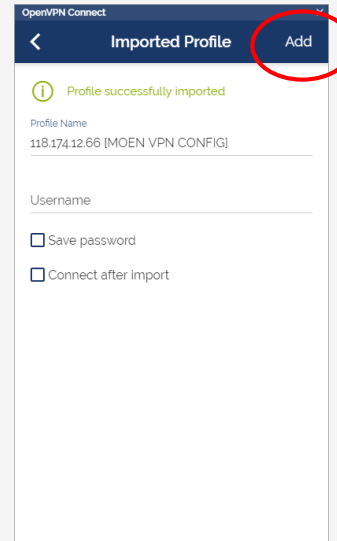 OpenVPN Connect
Imported Profile Add
Profile successfully imported
Profile Name
118.174.12.66 [MOEN VPN CONFIG]
Username
Save password
Connect after import